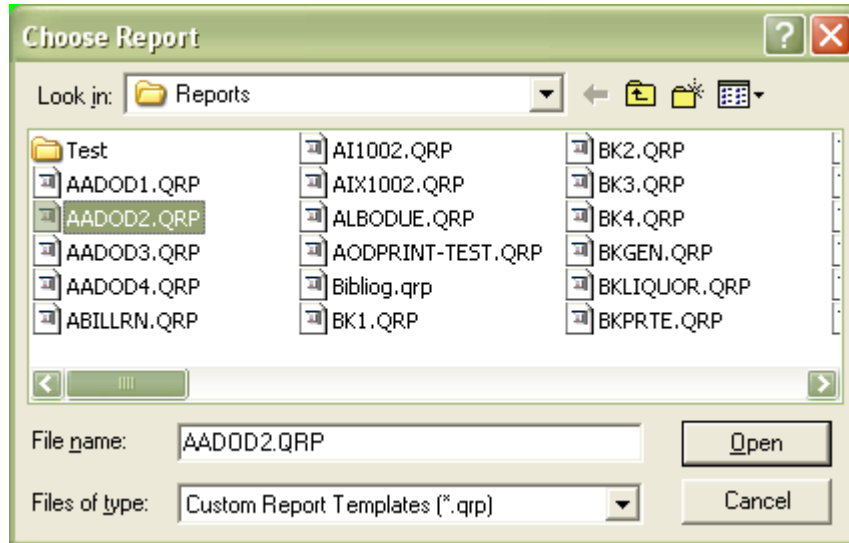 Choose Report
Look in: Reports
Test
AADOD1.QRP
AADOD2.QRP
AADOD3.QRP
AADOD4.QRP
ABILLRN.QRP
AI1002.QRP
AIX1002.QRP
ALBODUE.QRP
AODPRINT-TEST.QRP
Bibliog.qrp
BK1.QRP
BK2.QRP
BK3.QRP
BK4.QRP
BKGEN.QRP
BKLIQUOR.QRP
BKPRTE.QRP
File name: AADOD2.QRP Open
Files of type: Custom Report Templates (*.qrp) Cancel